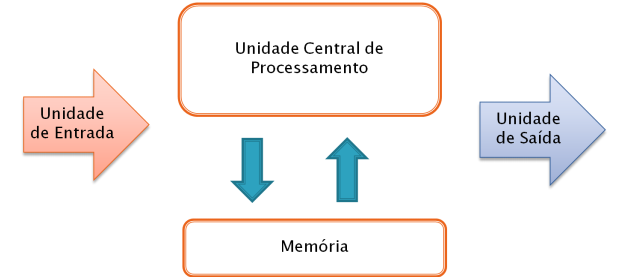 Unidade Central de
Processamento
Unidade
de Entrada
Unidade
de Saída
Memória